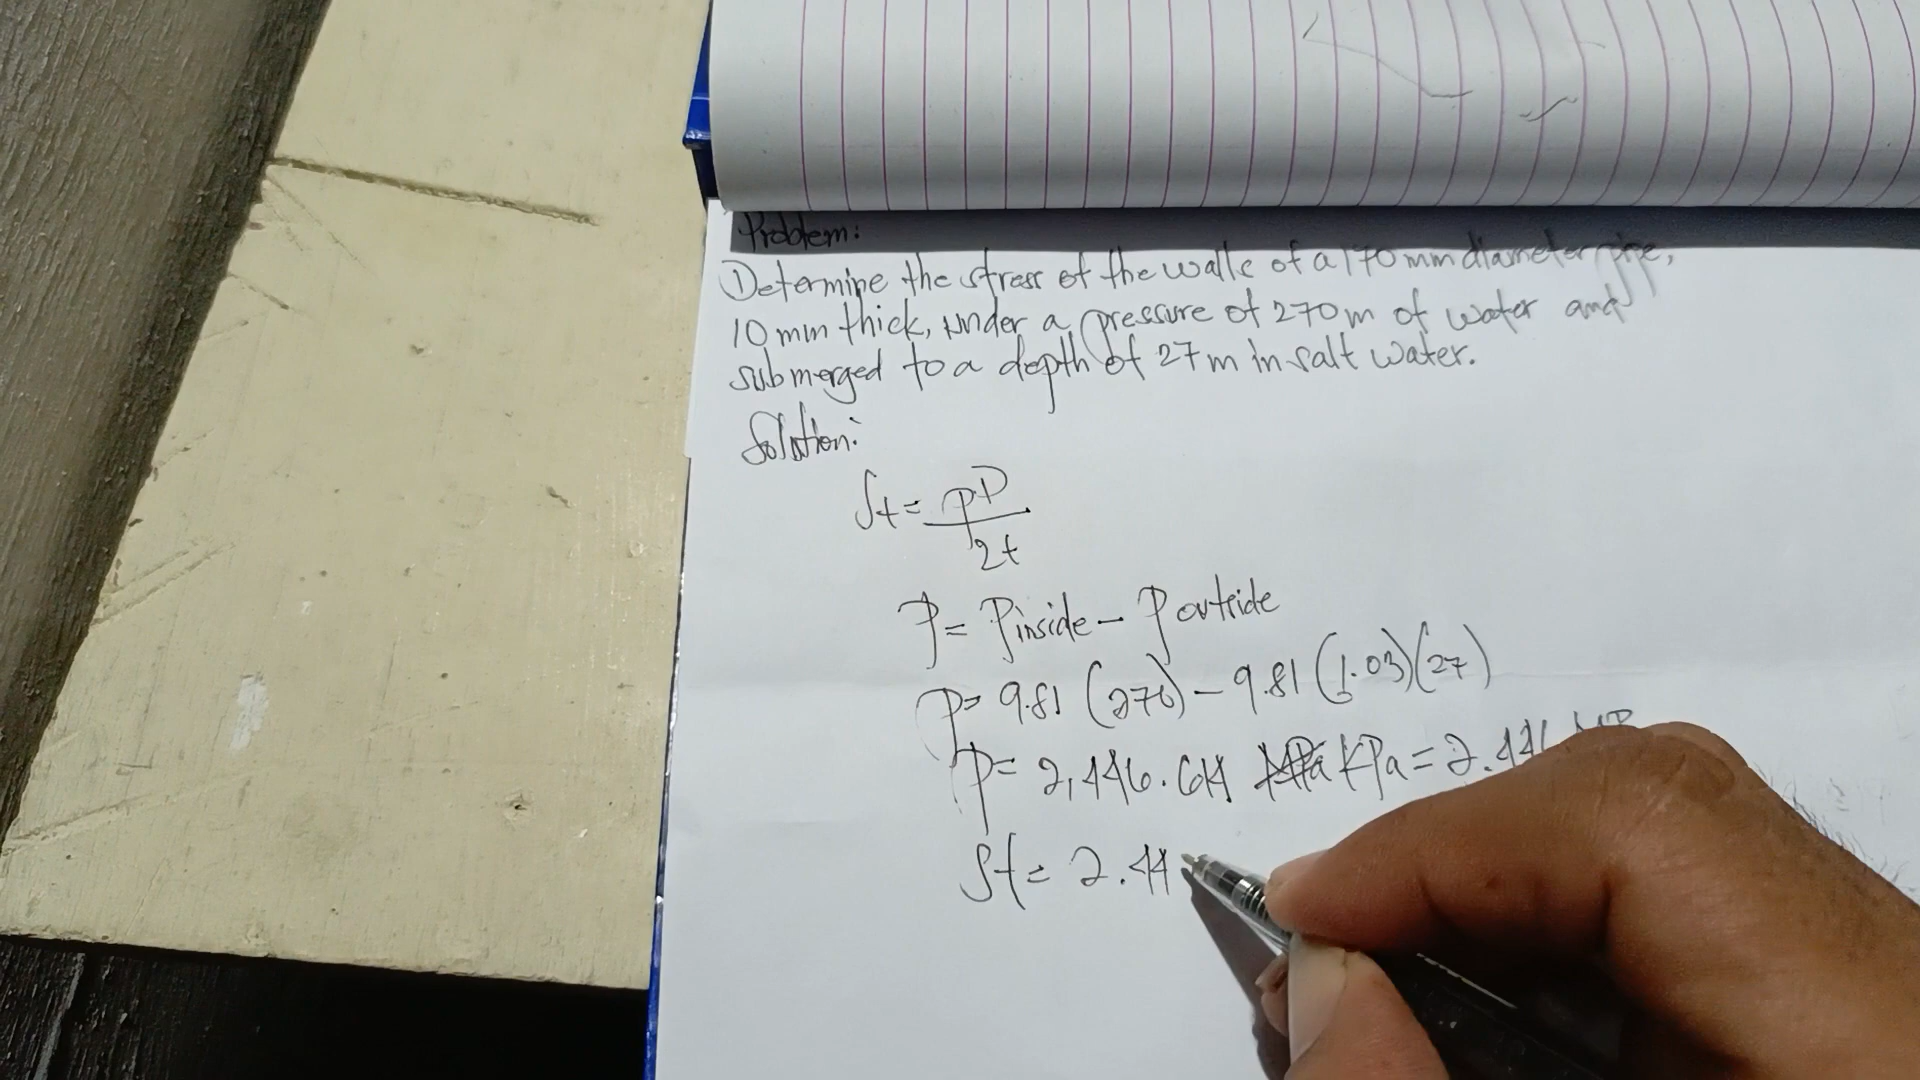 Problem:
① Determine the stress of the walls of a 170 mm diameter pipe,
10 mm thick, under a pressure of 270 m of water and
submerged to a depth of 27 m in salt water.
Solution:
St = pD
2t
P = Pinside - Poutside
P = 9.81 (270) - 9.81 (1.03)(27)
P = 2,446.614 MPa KPa = 2.446
St = 2.44